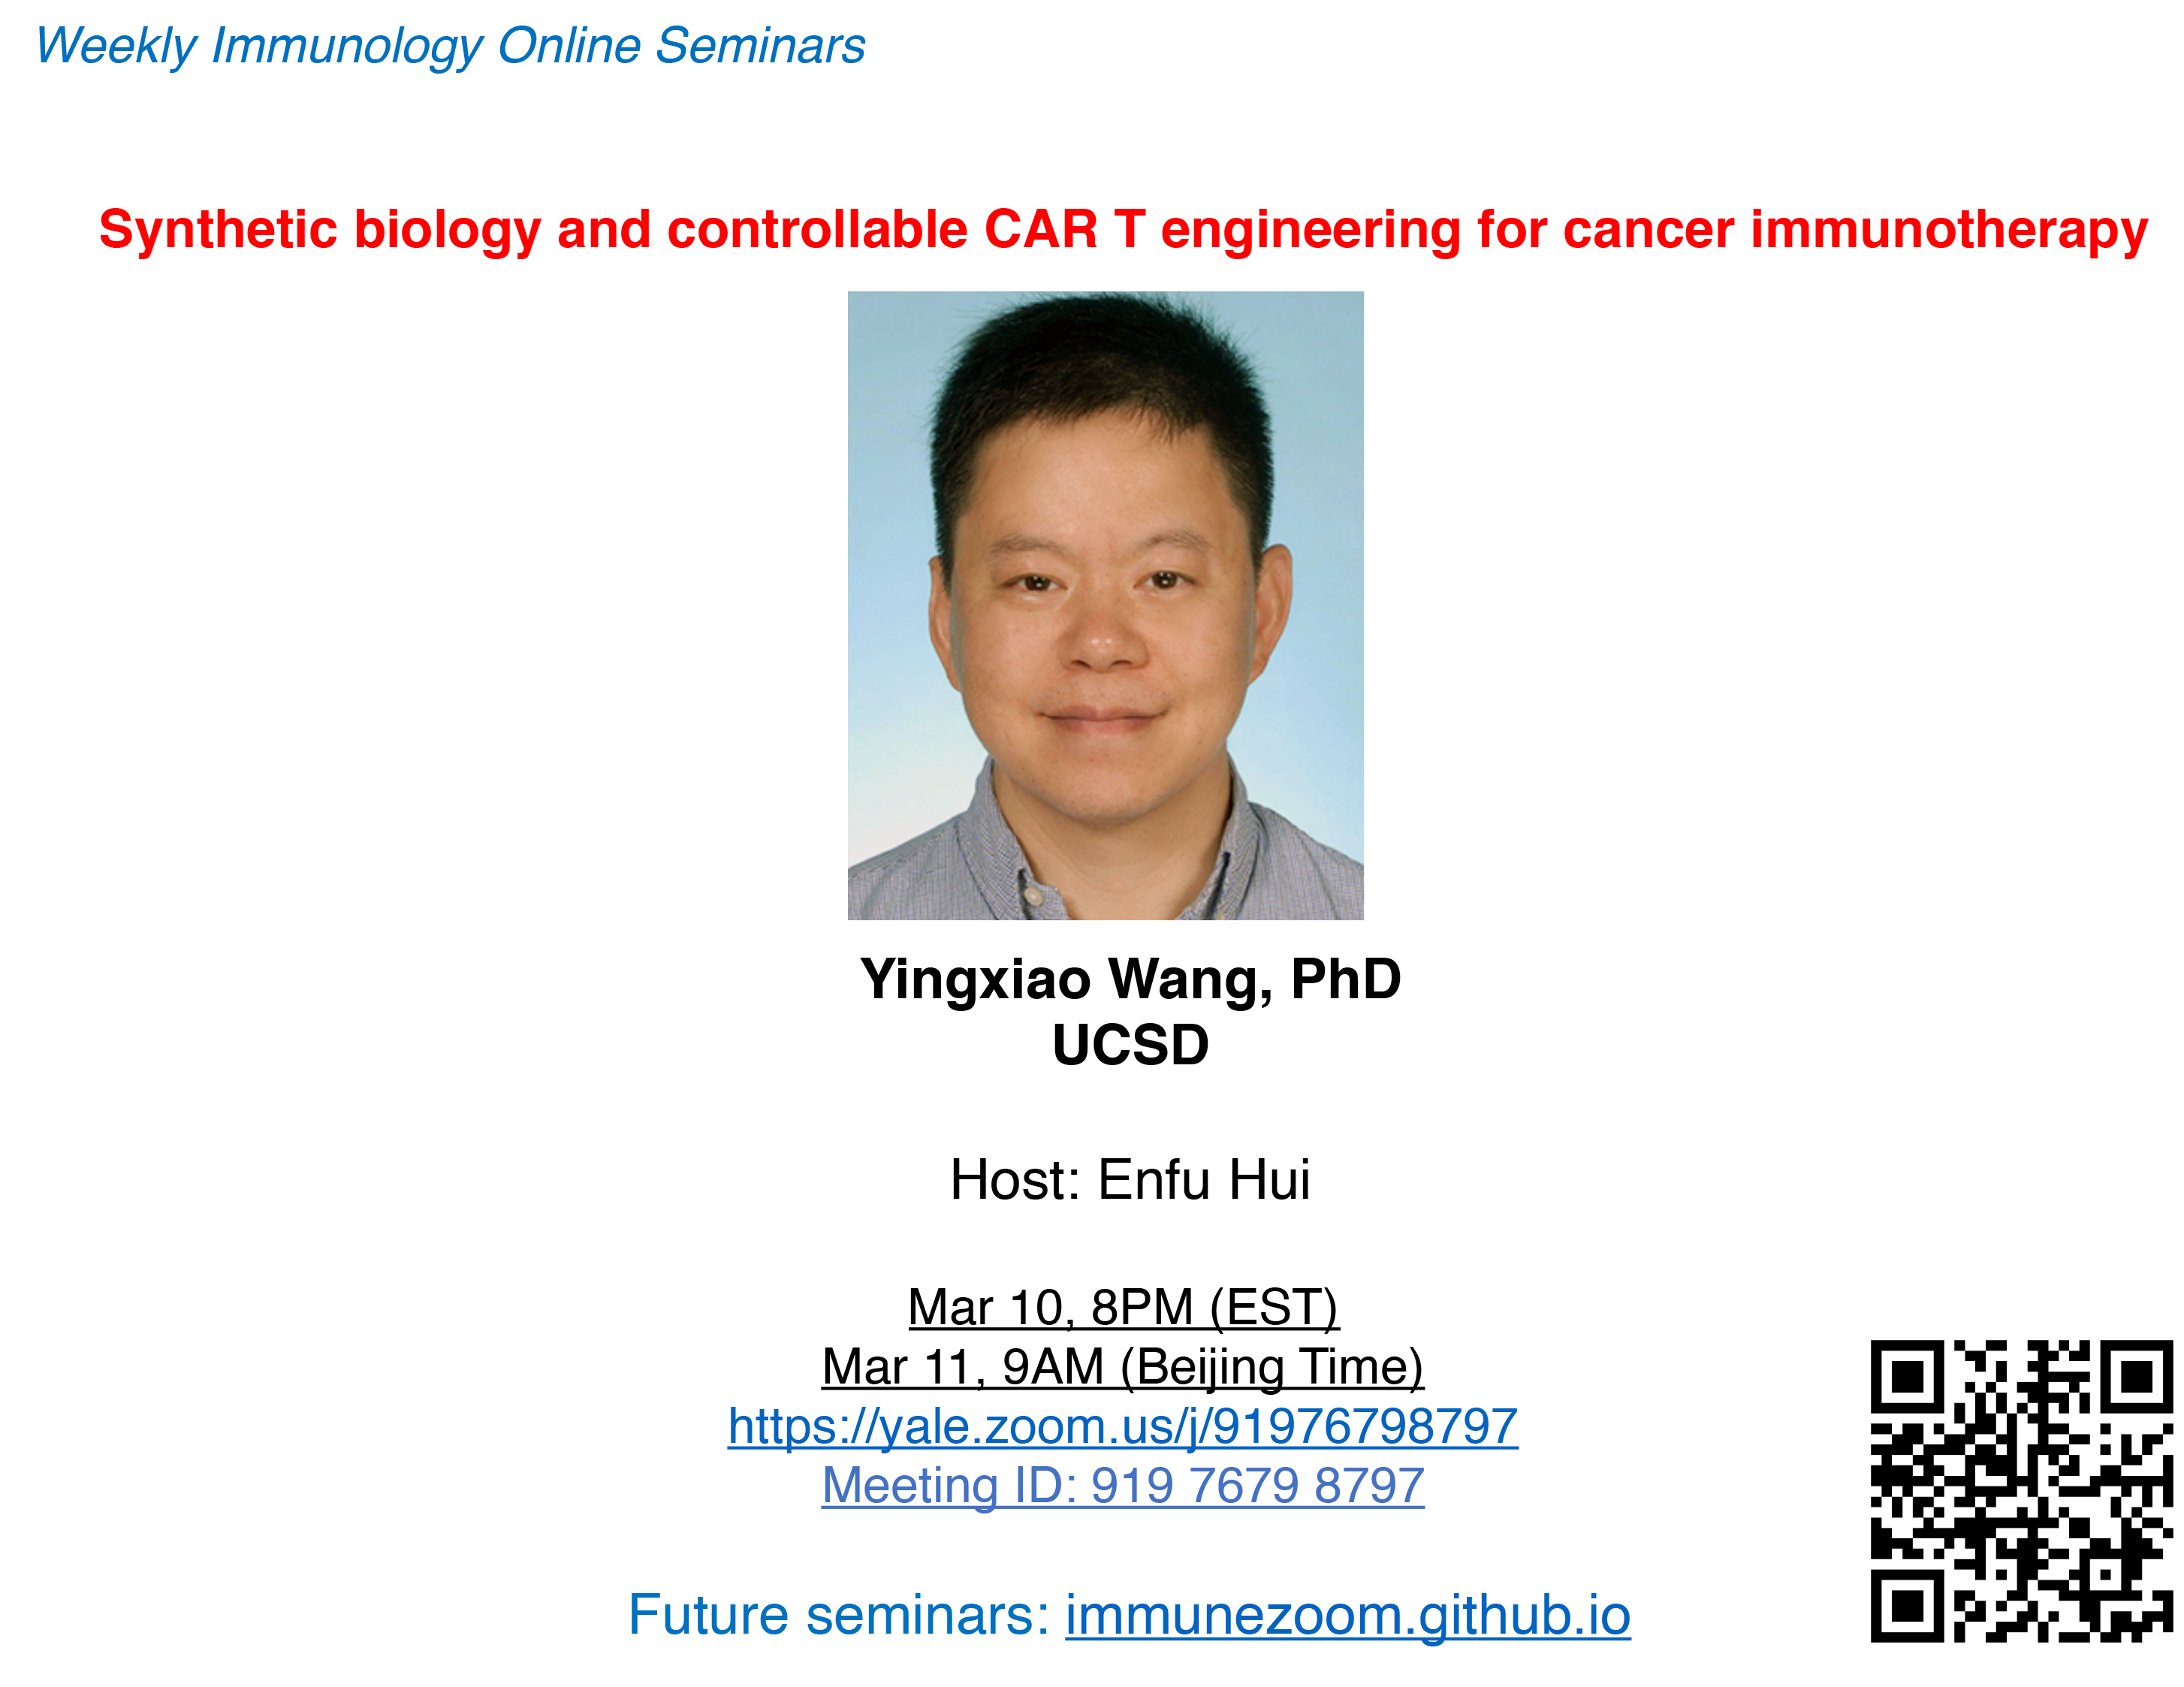 Weekly Immunology Online Seminars
Synthetic biology and controllable CAR T engineering for cancer immunotherapy
Yingxiao Wang, PhD
UCSD
Host: Enfu Hui
Mar 10, 8PM (EST)
Mar 11, 9AM (Beijing Time)
https://yale.zoom.us/j/91976798797
Meeting ID: 919 7679 8797
Future seminars: immunezoom.github.io